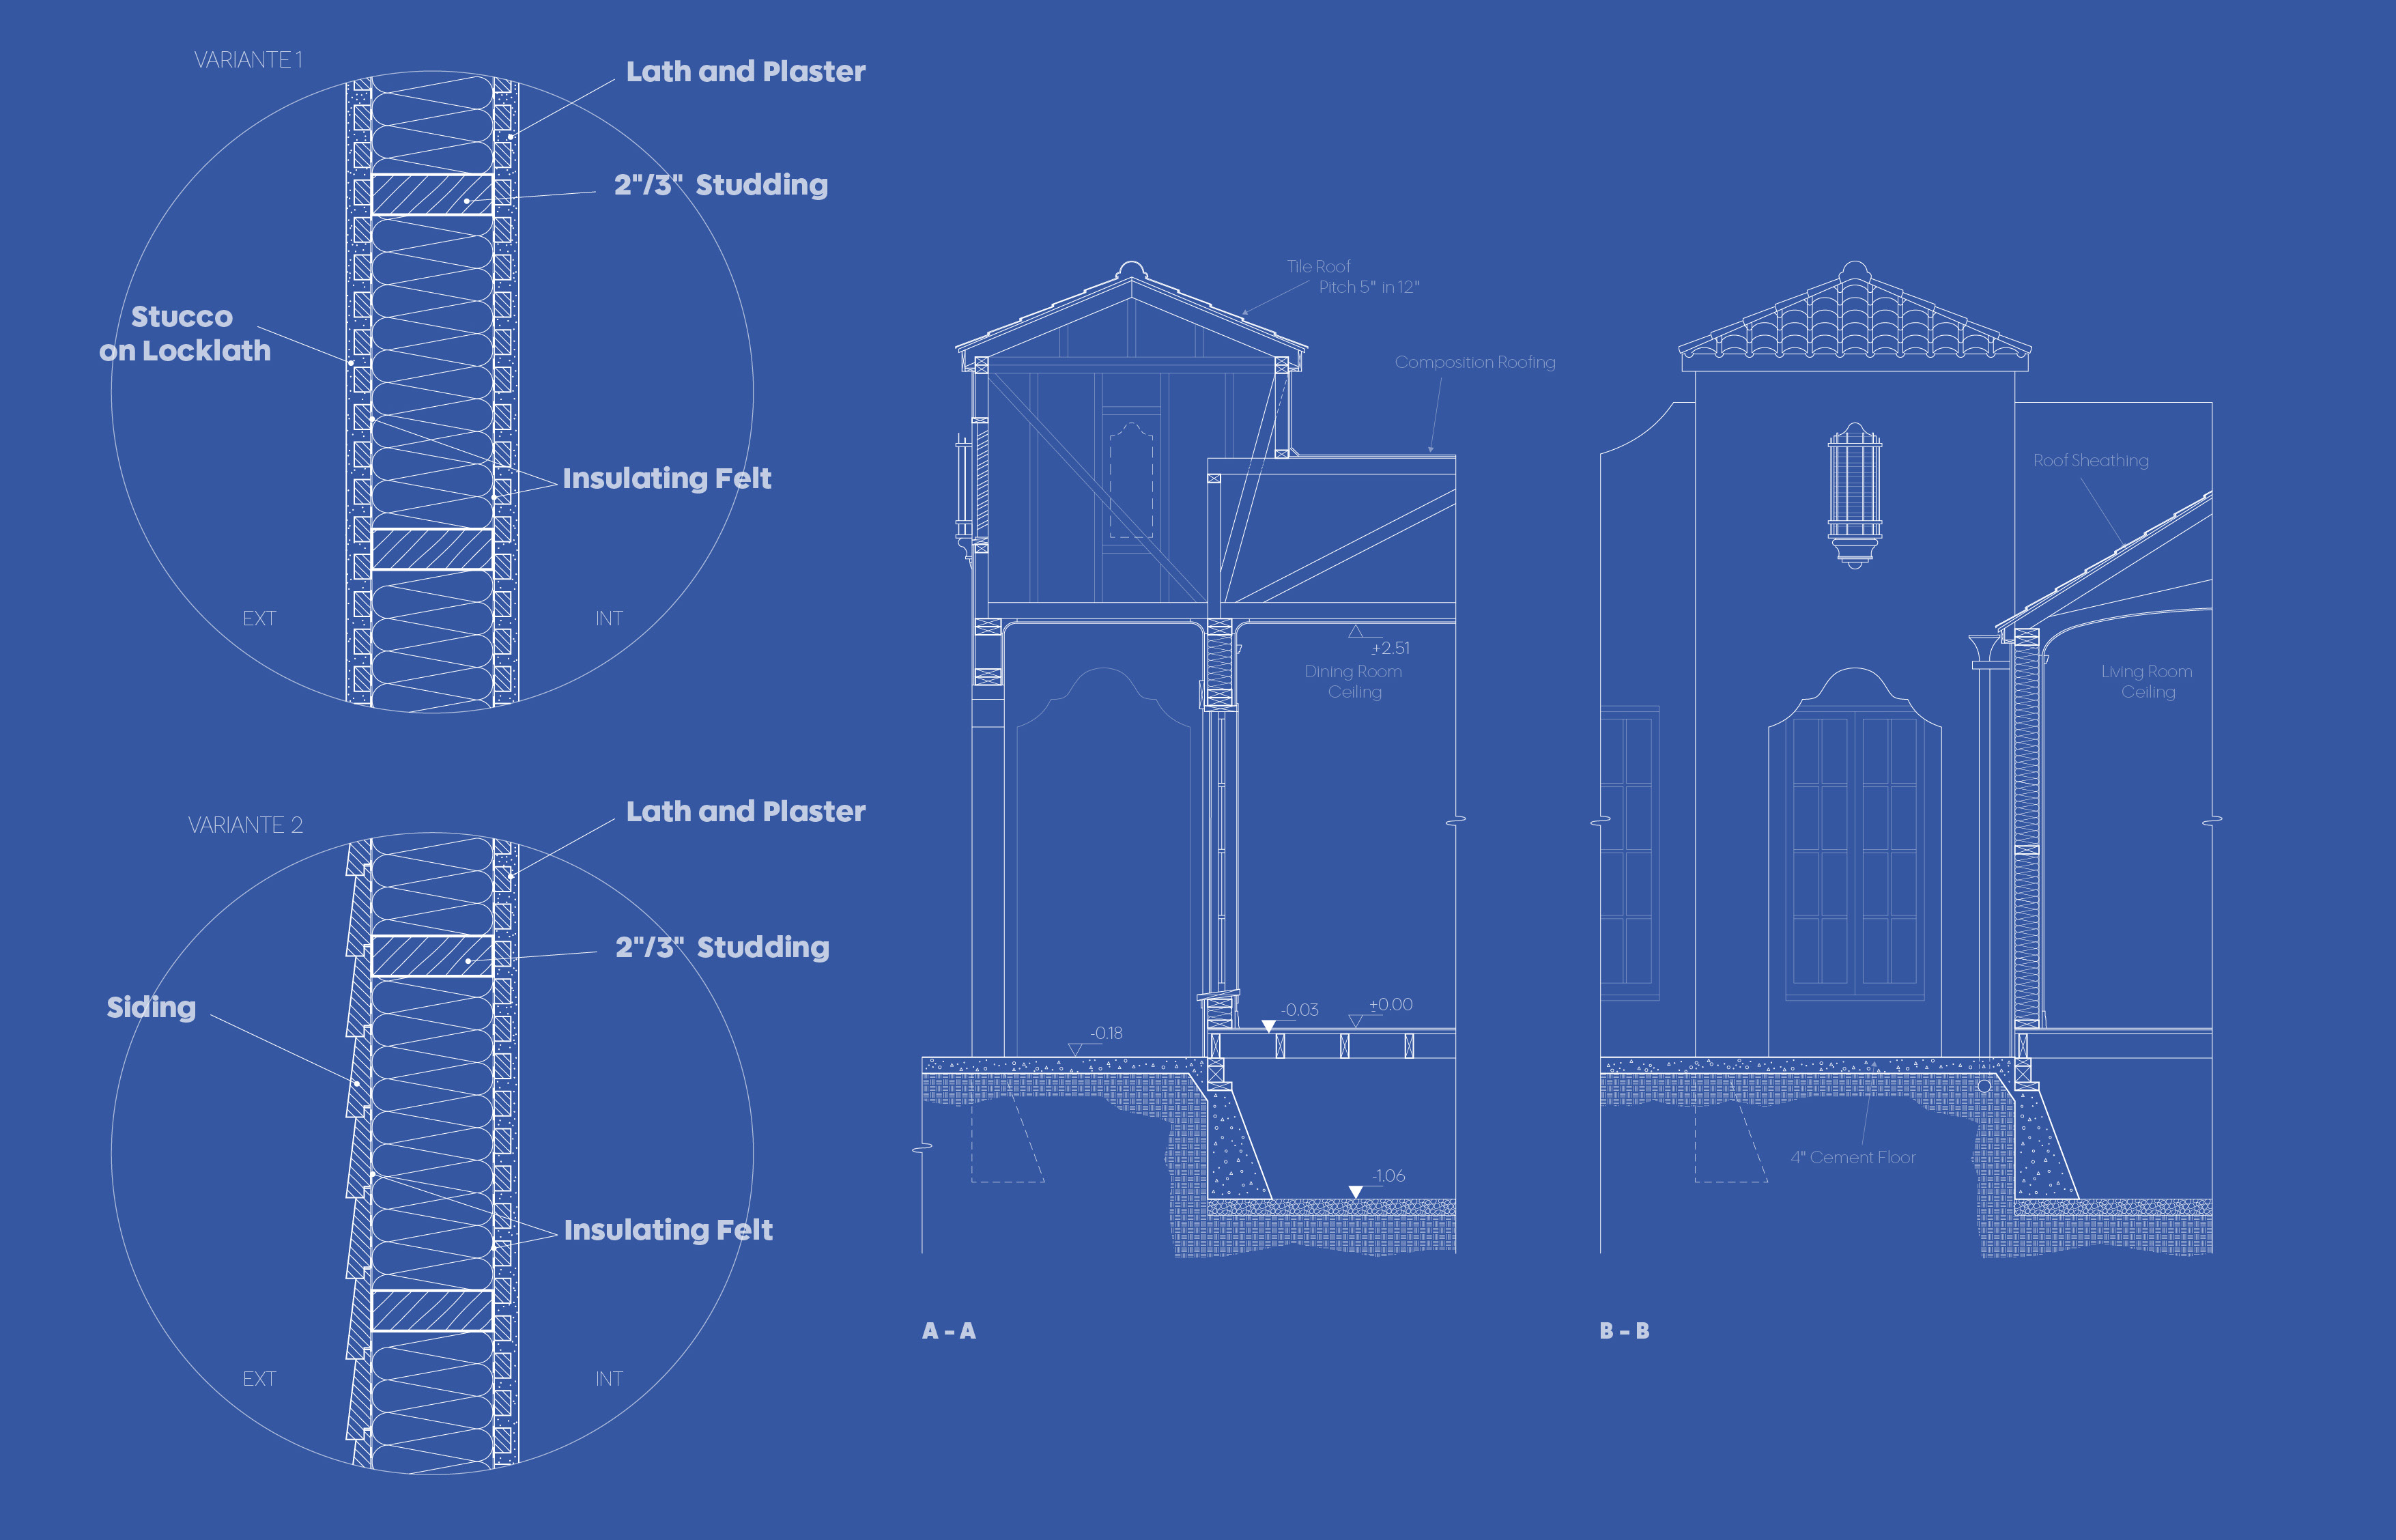 VARIANTE 1
Lath and Plaster
2"/3" Studding
Stucco
on Locklath
Insulating Felt
EXT
INT
VARIANTE 2
Lath and Plaster
2"/3" Studding
Siding
Insulating Felt
EXT
INT
Tile Roof
Pitch 5" in 12"
Composition Roofing
+2.51
Dining Room
Ceiling
-0.03
±0.00
-0.18
-1.06
A - A
Roof Sheathing
Living Room
Ceiling
4" Cement Floor
B - B